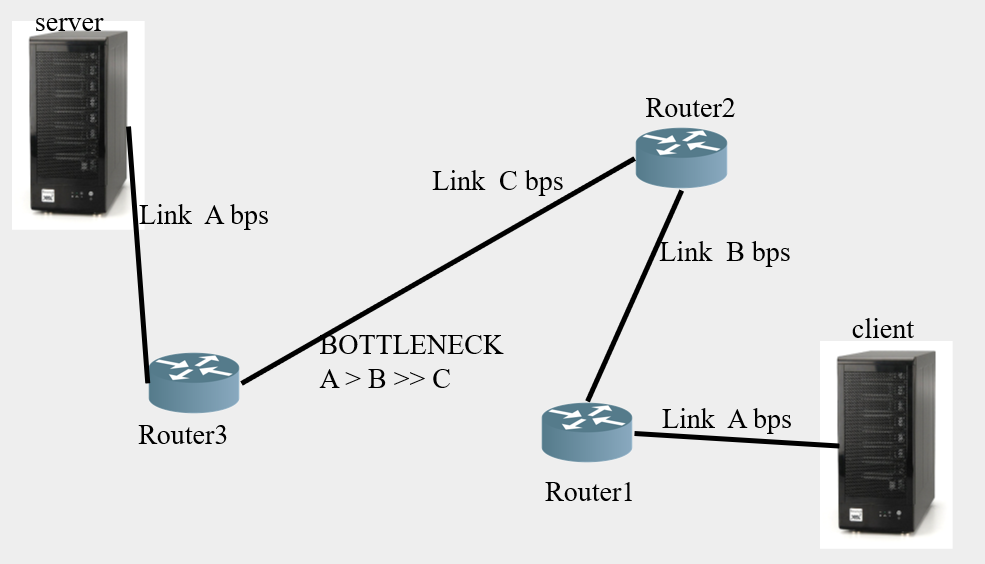 server
Router2
Link C bps
Link A bps
Link B bps
client
BOTTLENECK
A > B >> C
Link A bps
Router3
Router1